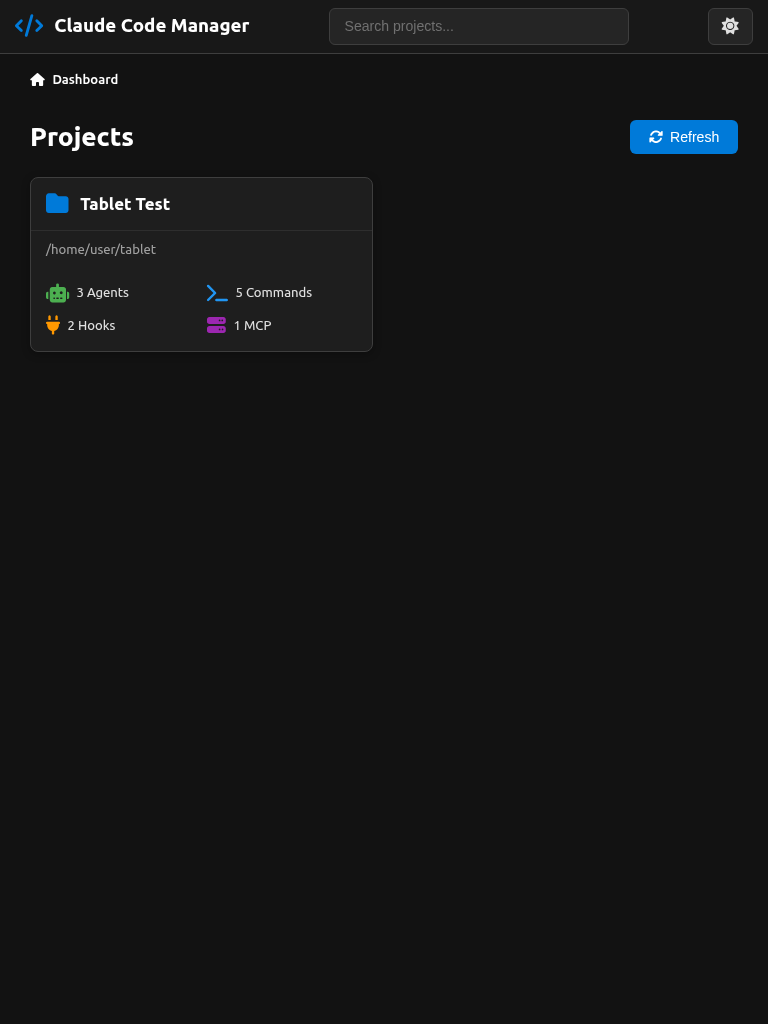 Claude Code Manager
Search projects...
Dashboard
Projects
Refresh
Tablet Test
/home/user/tablet
3 Agents
5 Commands
2 Hooks
1 MCP